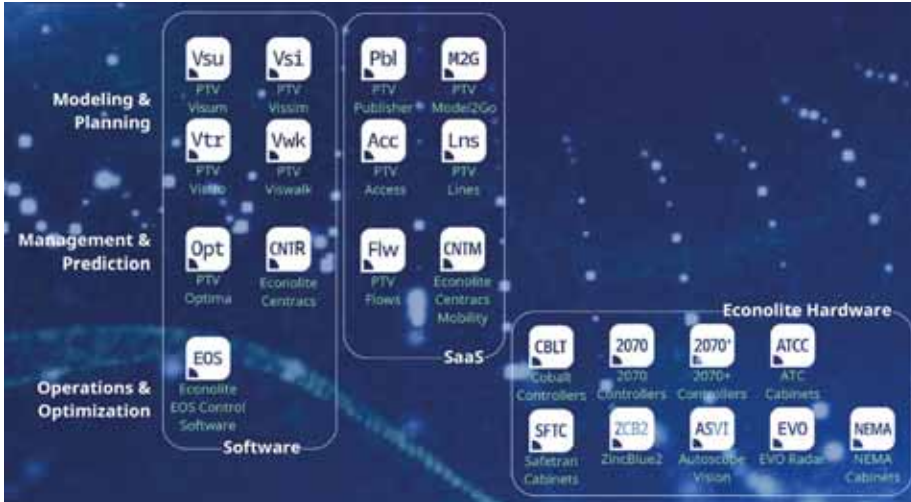 Vsu Vsi Pbl M2G
PTV PTV PTV PTV
Visum Vissim Publisher Model2Go
Modeling &
Planning
Vtr Vwk Acc Lns
PTV PTV PTV PTV
Vistro Viswalk Access Lines
Management &
Prediction
Opt CNTR Flw CNTM
PTV Econolite PTV Econolite
Optima Centracs Flows Centracs
Mobility
Econolite Hardware
SaaS
EOS CBLT 2070 2070+ ATCC
Operations &
Optimization
Econolite
EOS Control
Software
Cobalt 2070 2070+ ATC
Controllers Controllers Controllers Cabinets
Software
SFTC ZCB2 ASVI EVO NEMA
Safetran ZincBlue2 Autoscope EVO Radar NEMA
Cabinets Vision Cabinets